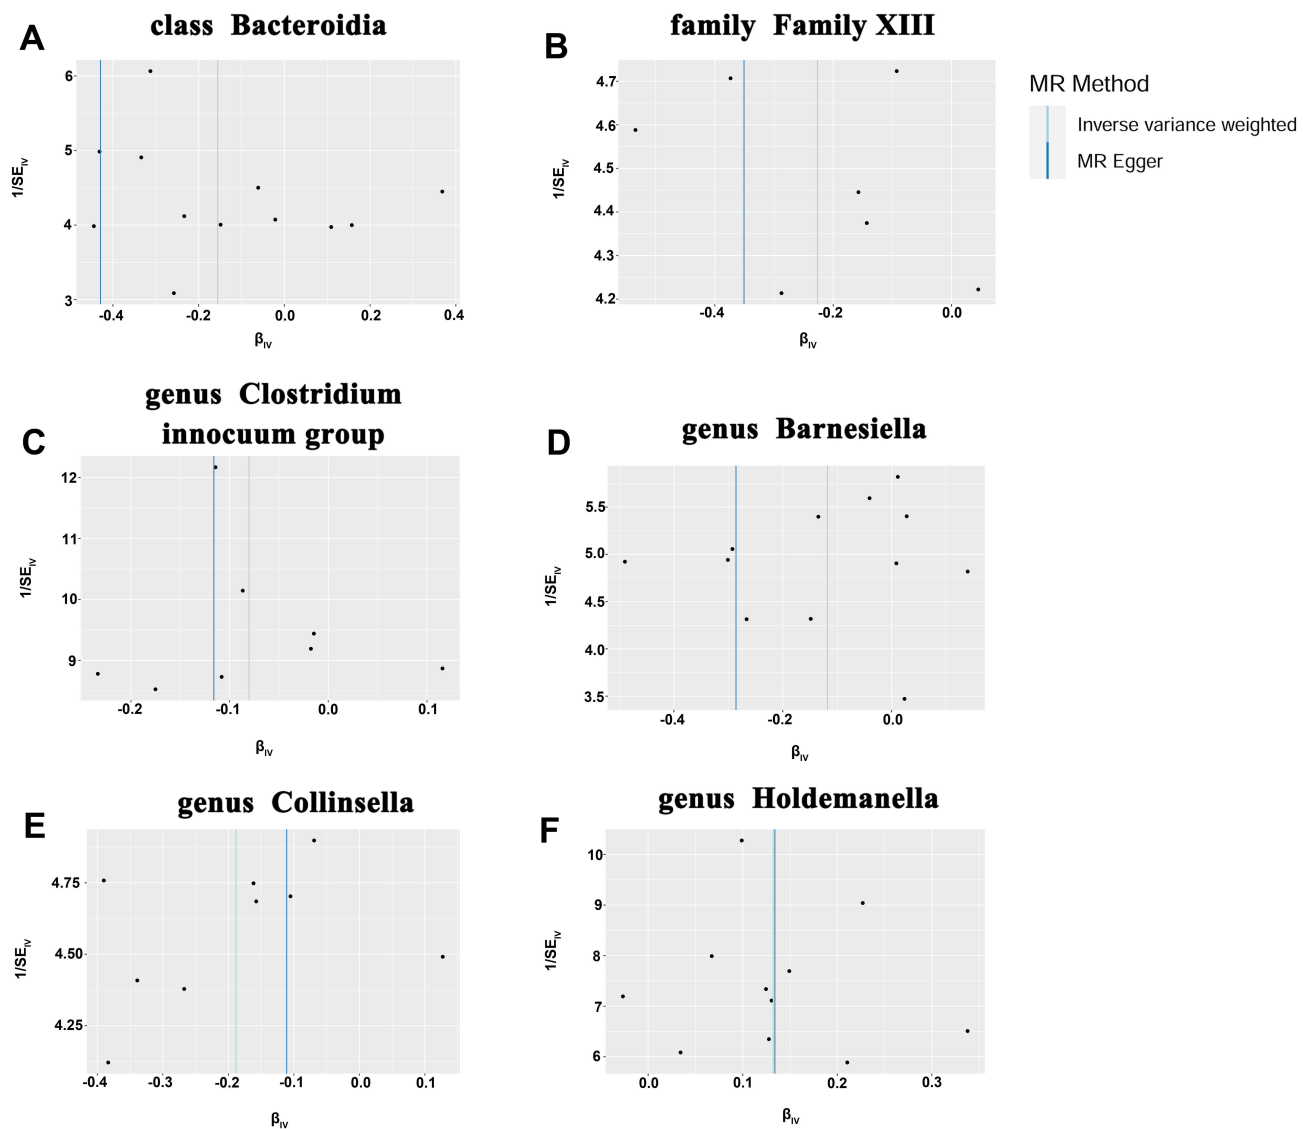 A
class Bacteroidia
6
5
4
3
1/SE_IV
-0.4 -0.2 0.0 0.2 0.4
β_IV
B
family Family XIII
4.7
4.6
4.5
4.4
4.3
4.2
1/SE_IV
-0.4 -0.2 0.0
β_IV
MR Method
Inverse variance weighted
MR Egger
C
genus Clostridium
innocuum group
12
11
10
9
1/SE_IV
-0.2 -0.1 0.0 0.1
β_IV
D
genus Barnesiella
5.5
5.0
4.5
4.0
3.5
1/SE_IV
-0.4 -0.2 0.0
β_IV
E
genus Collinsella
4.75
4.50
4.25
1/SE_IV
-0.4 -0.3 -0.2 -0.1 0.0 0.1
β_IV
F
genus Holdemanella
10
9
8
7
6
1/SE_IV
0.0 0.1 0.2 0.3
β_IV